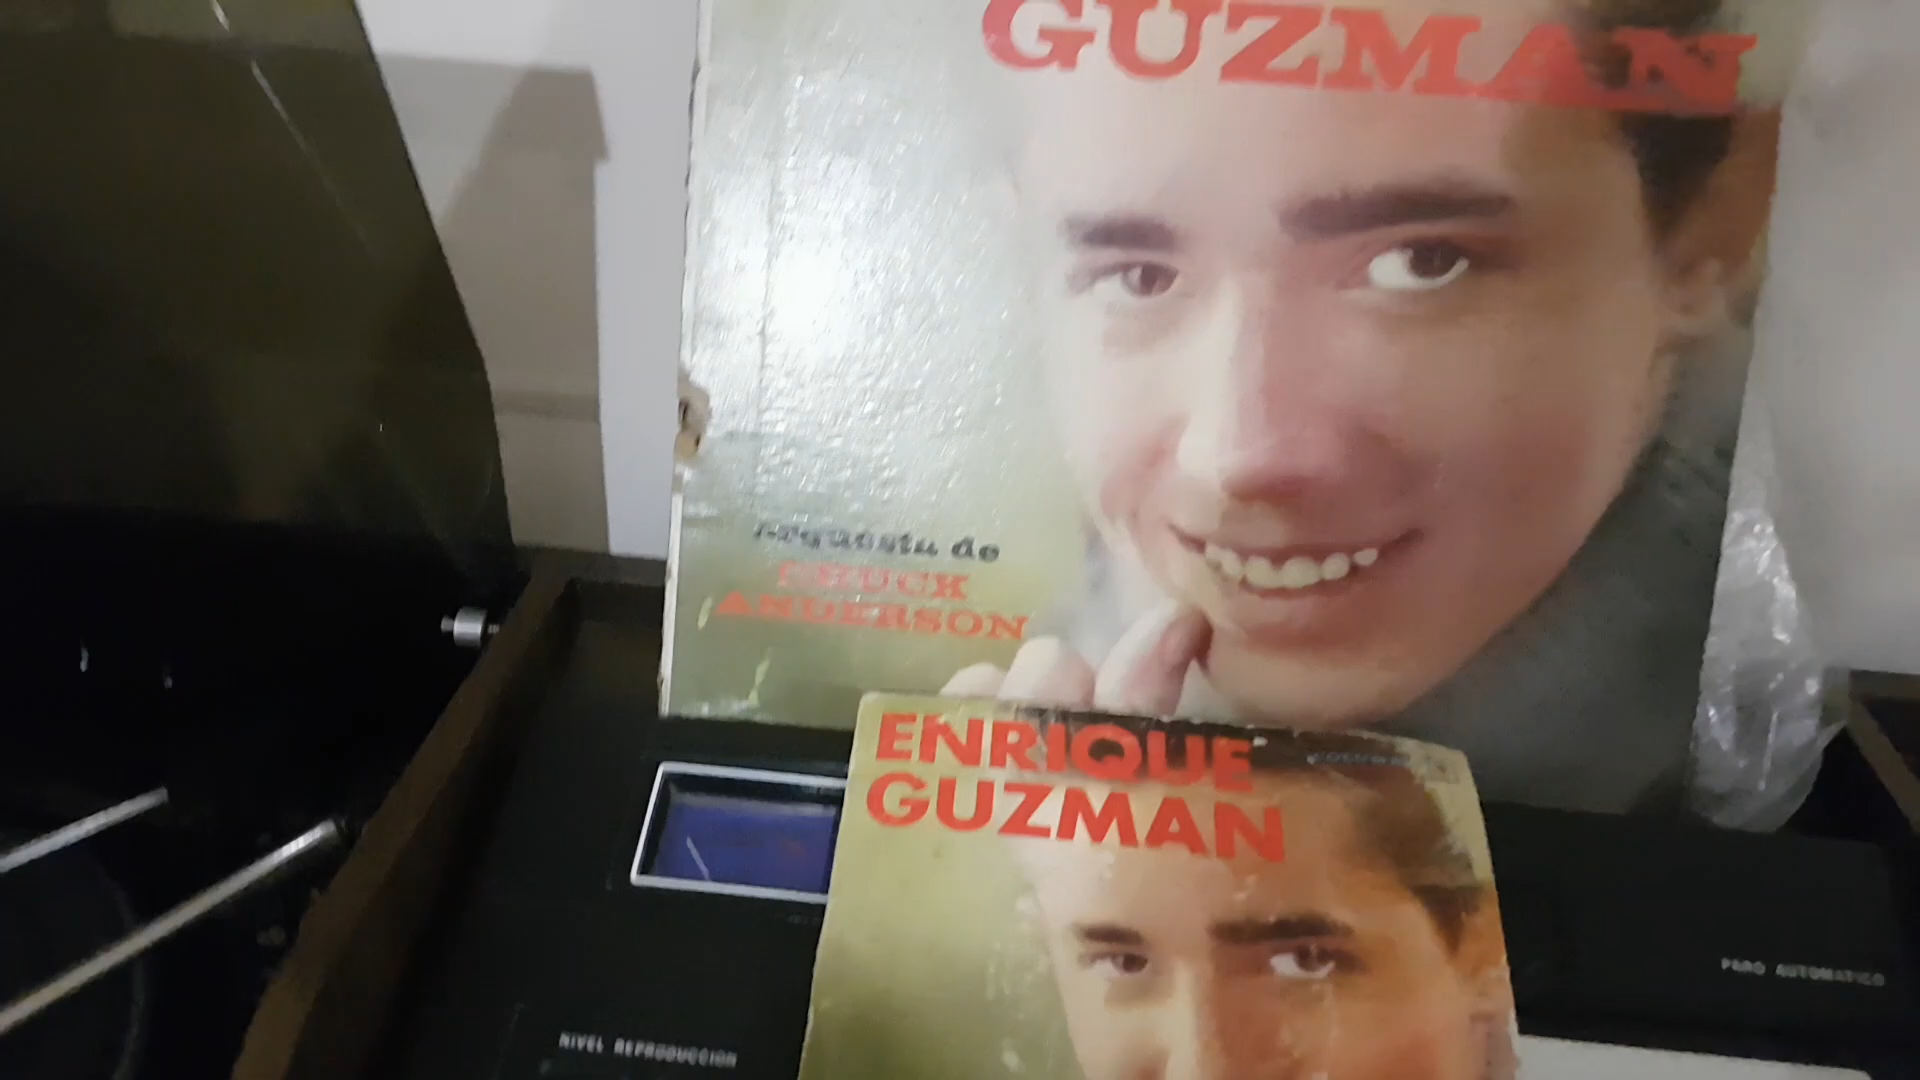 GUZMAN
orquesta de
CHUCK
ANDERSON
ENRIQUE
GUZMAN
PARO AUTOMATICO
NIVEL REPRODUCCION